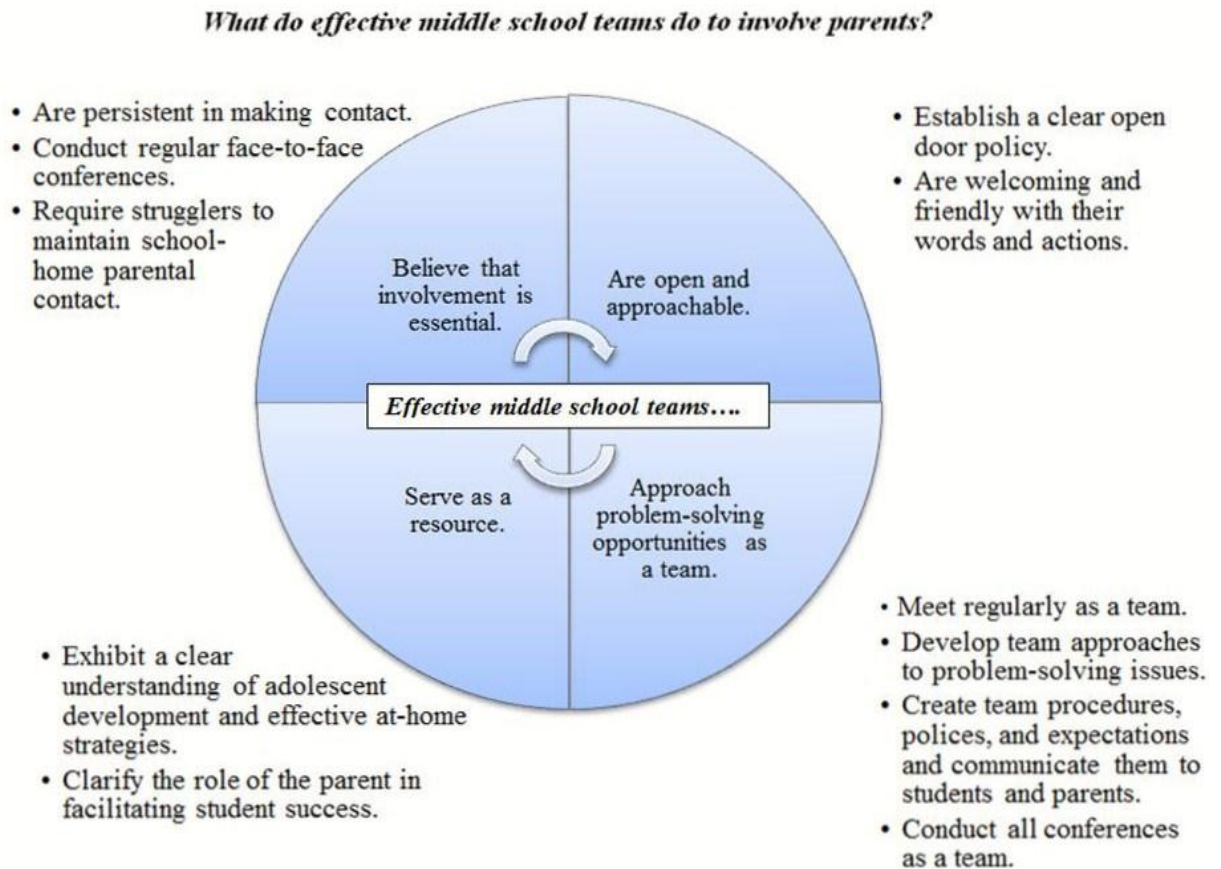 What do effective middle school teams do to involve parents?
• Are persistent in making contact.
• Conduct regular face-to-face
conferences.
• Require strugglers to
maintain school-
home parental
contact.
• Establish a clear open
door policy.
• Are welcoming and
friendly with their
words and actions.
Believe that
involvement is
essential.
Are open and
approachable.
Effective middle school teams….
Serve as a
resource.
Approach
problem-solving
opportunities as
a team.
• Exhibit a clear
understanding of adolescent
development and effective at-home
strategies.
• Clarify the role of the parent in
facilitating student success.
• Meet regularly as a team.
• Develop team approaches
to problem-solving issues.
• Create team procedures,
polices, and expectations
and communicate them to
students and parents.
• Conduct all conferences
as a team.